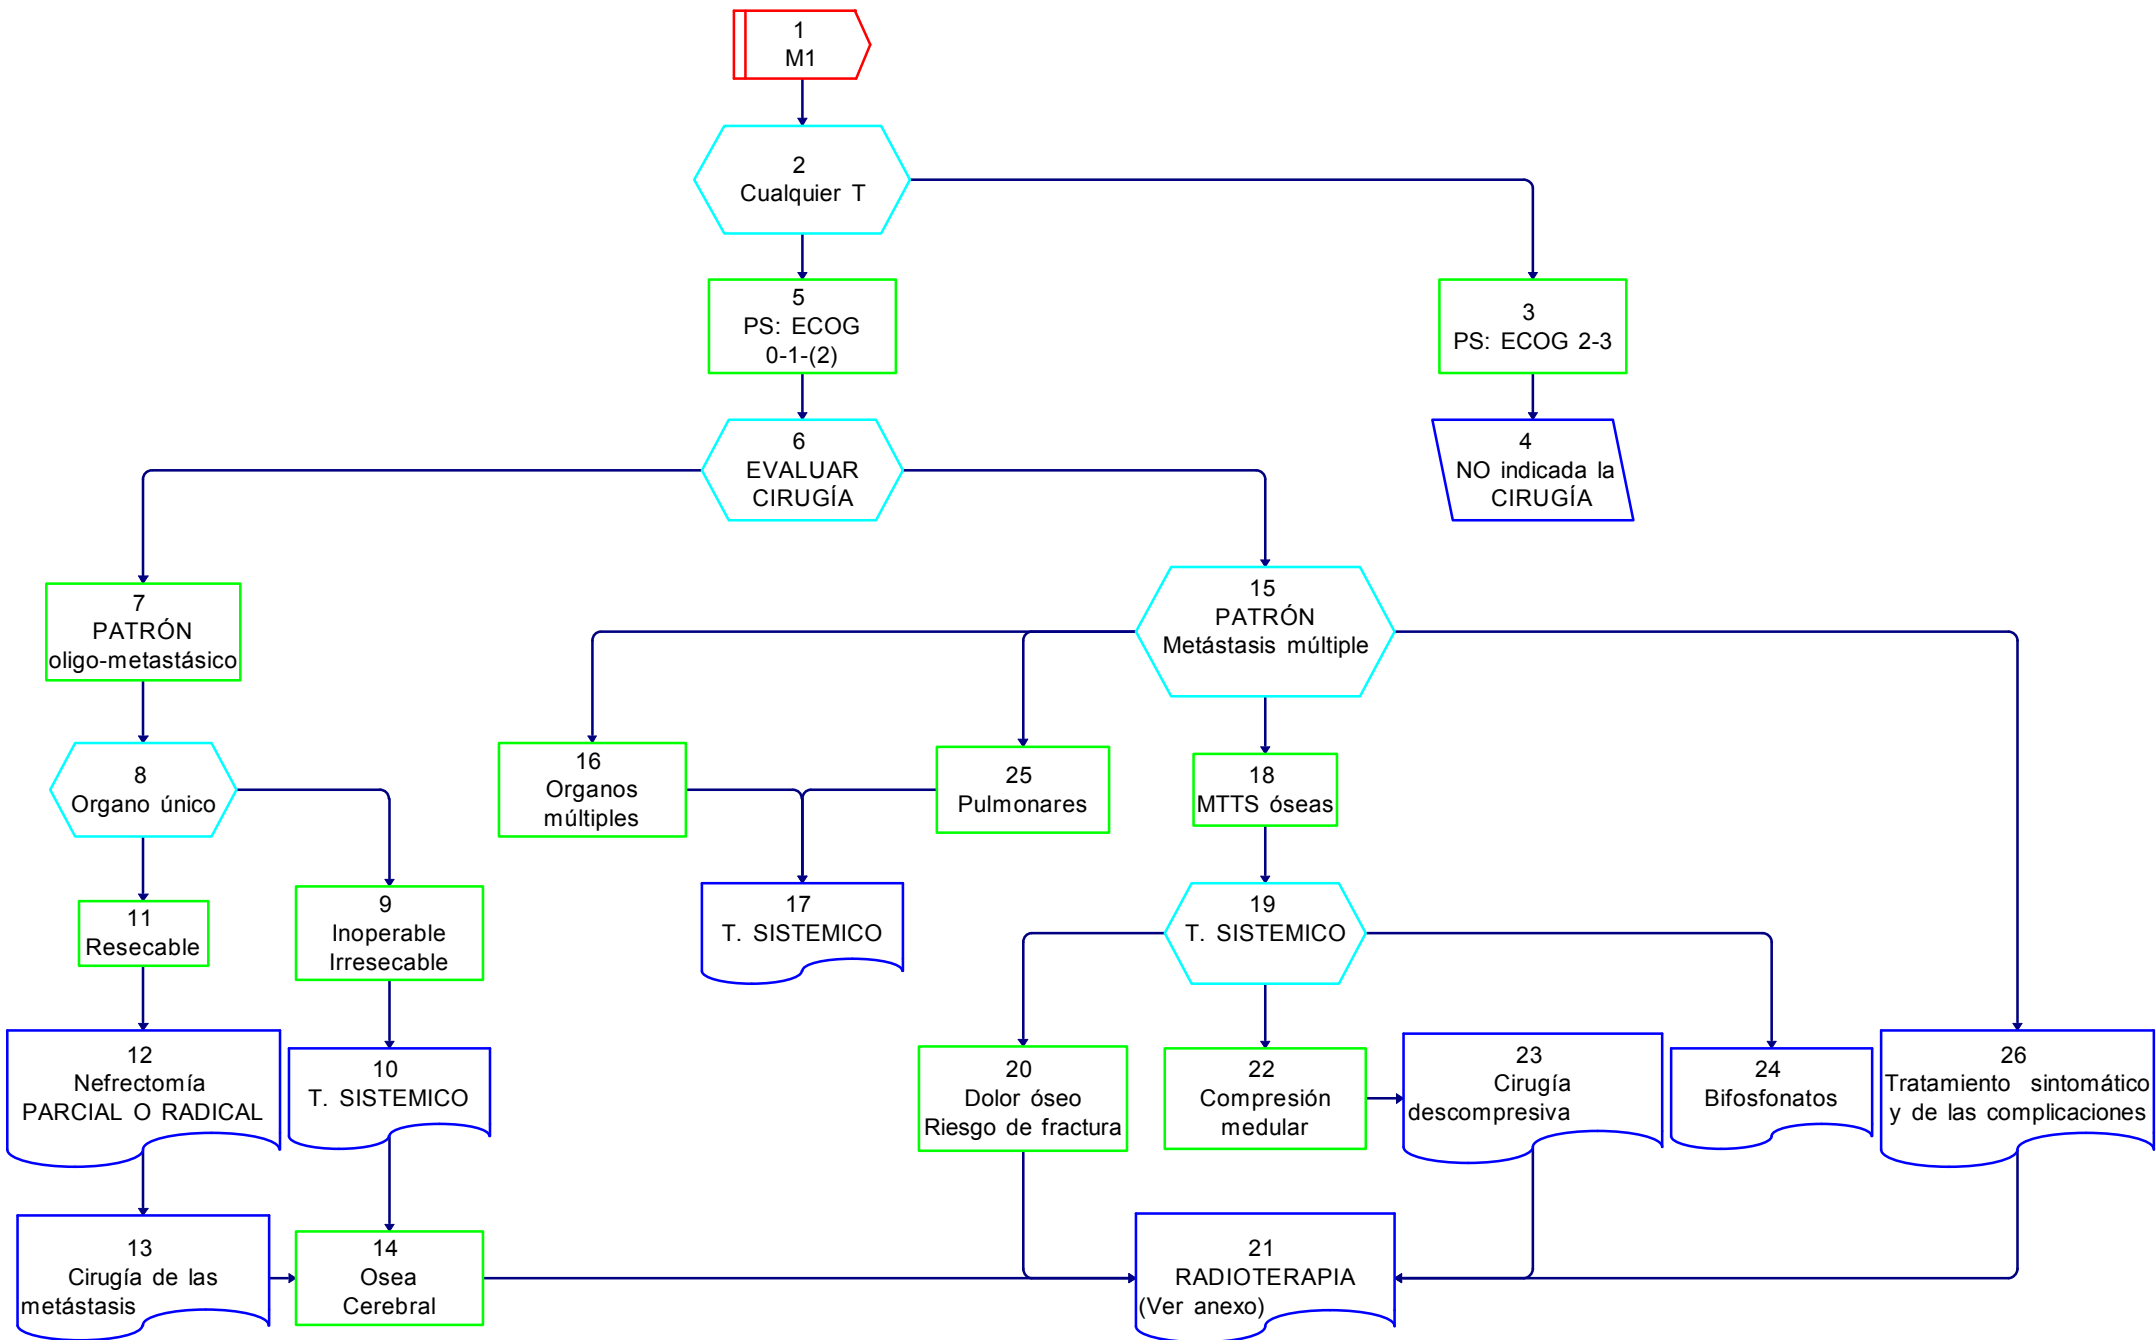 1
M1
2
Cualquier T
5
PS: ECOG
0-1-(2)
3
PS: ECOG 2-3
6
EVALUAR
CIRUGÍA
4
NO indicada la
CIRUGÍA
7
PATRÓN
oligo-metastásico
15
PATRÓN
Metástasis múltiple
8
Organo único
16
Organos
múltiples
25
Pulmonares
18
MTTS óseas
11
Resecable
9
Inoperable
Irresecable
17
T. SISTEMICO
19
T. SISTEMICO
12
Nefrectomía
PARCIAL O RADICAL
10
T. SISTEMICO
20
Dolor óseo
Riesgo de fractura
22
Compresión
medular
23
Cirugía
descompresiva
24
Bifosfonatos
26
Tratamiento sintomático
y de las complicaciones
13
Cirugía de las
metástasis
14
Osea
Cerebral
21
RADIOTERAPIA
(Ver anexo)